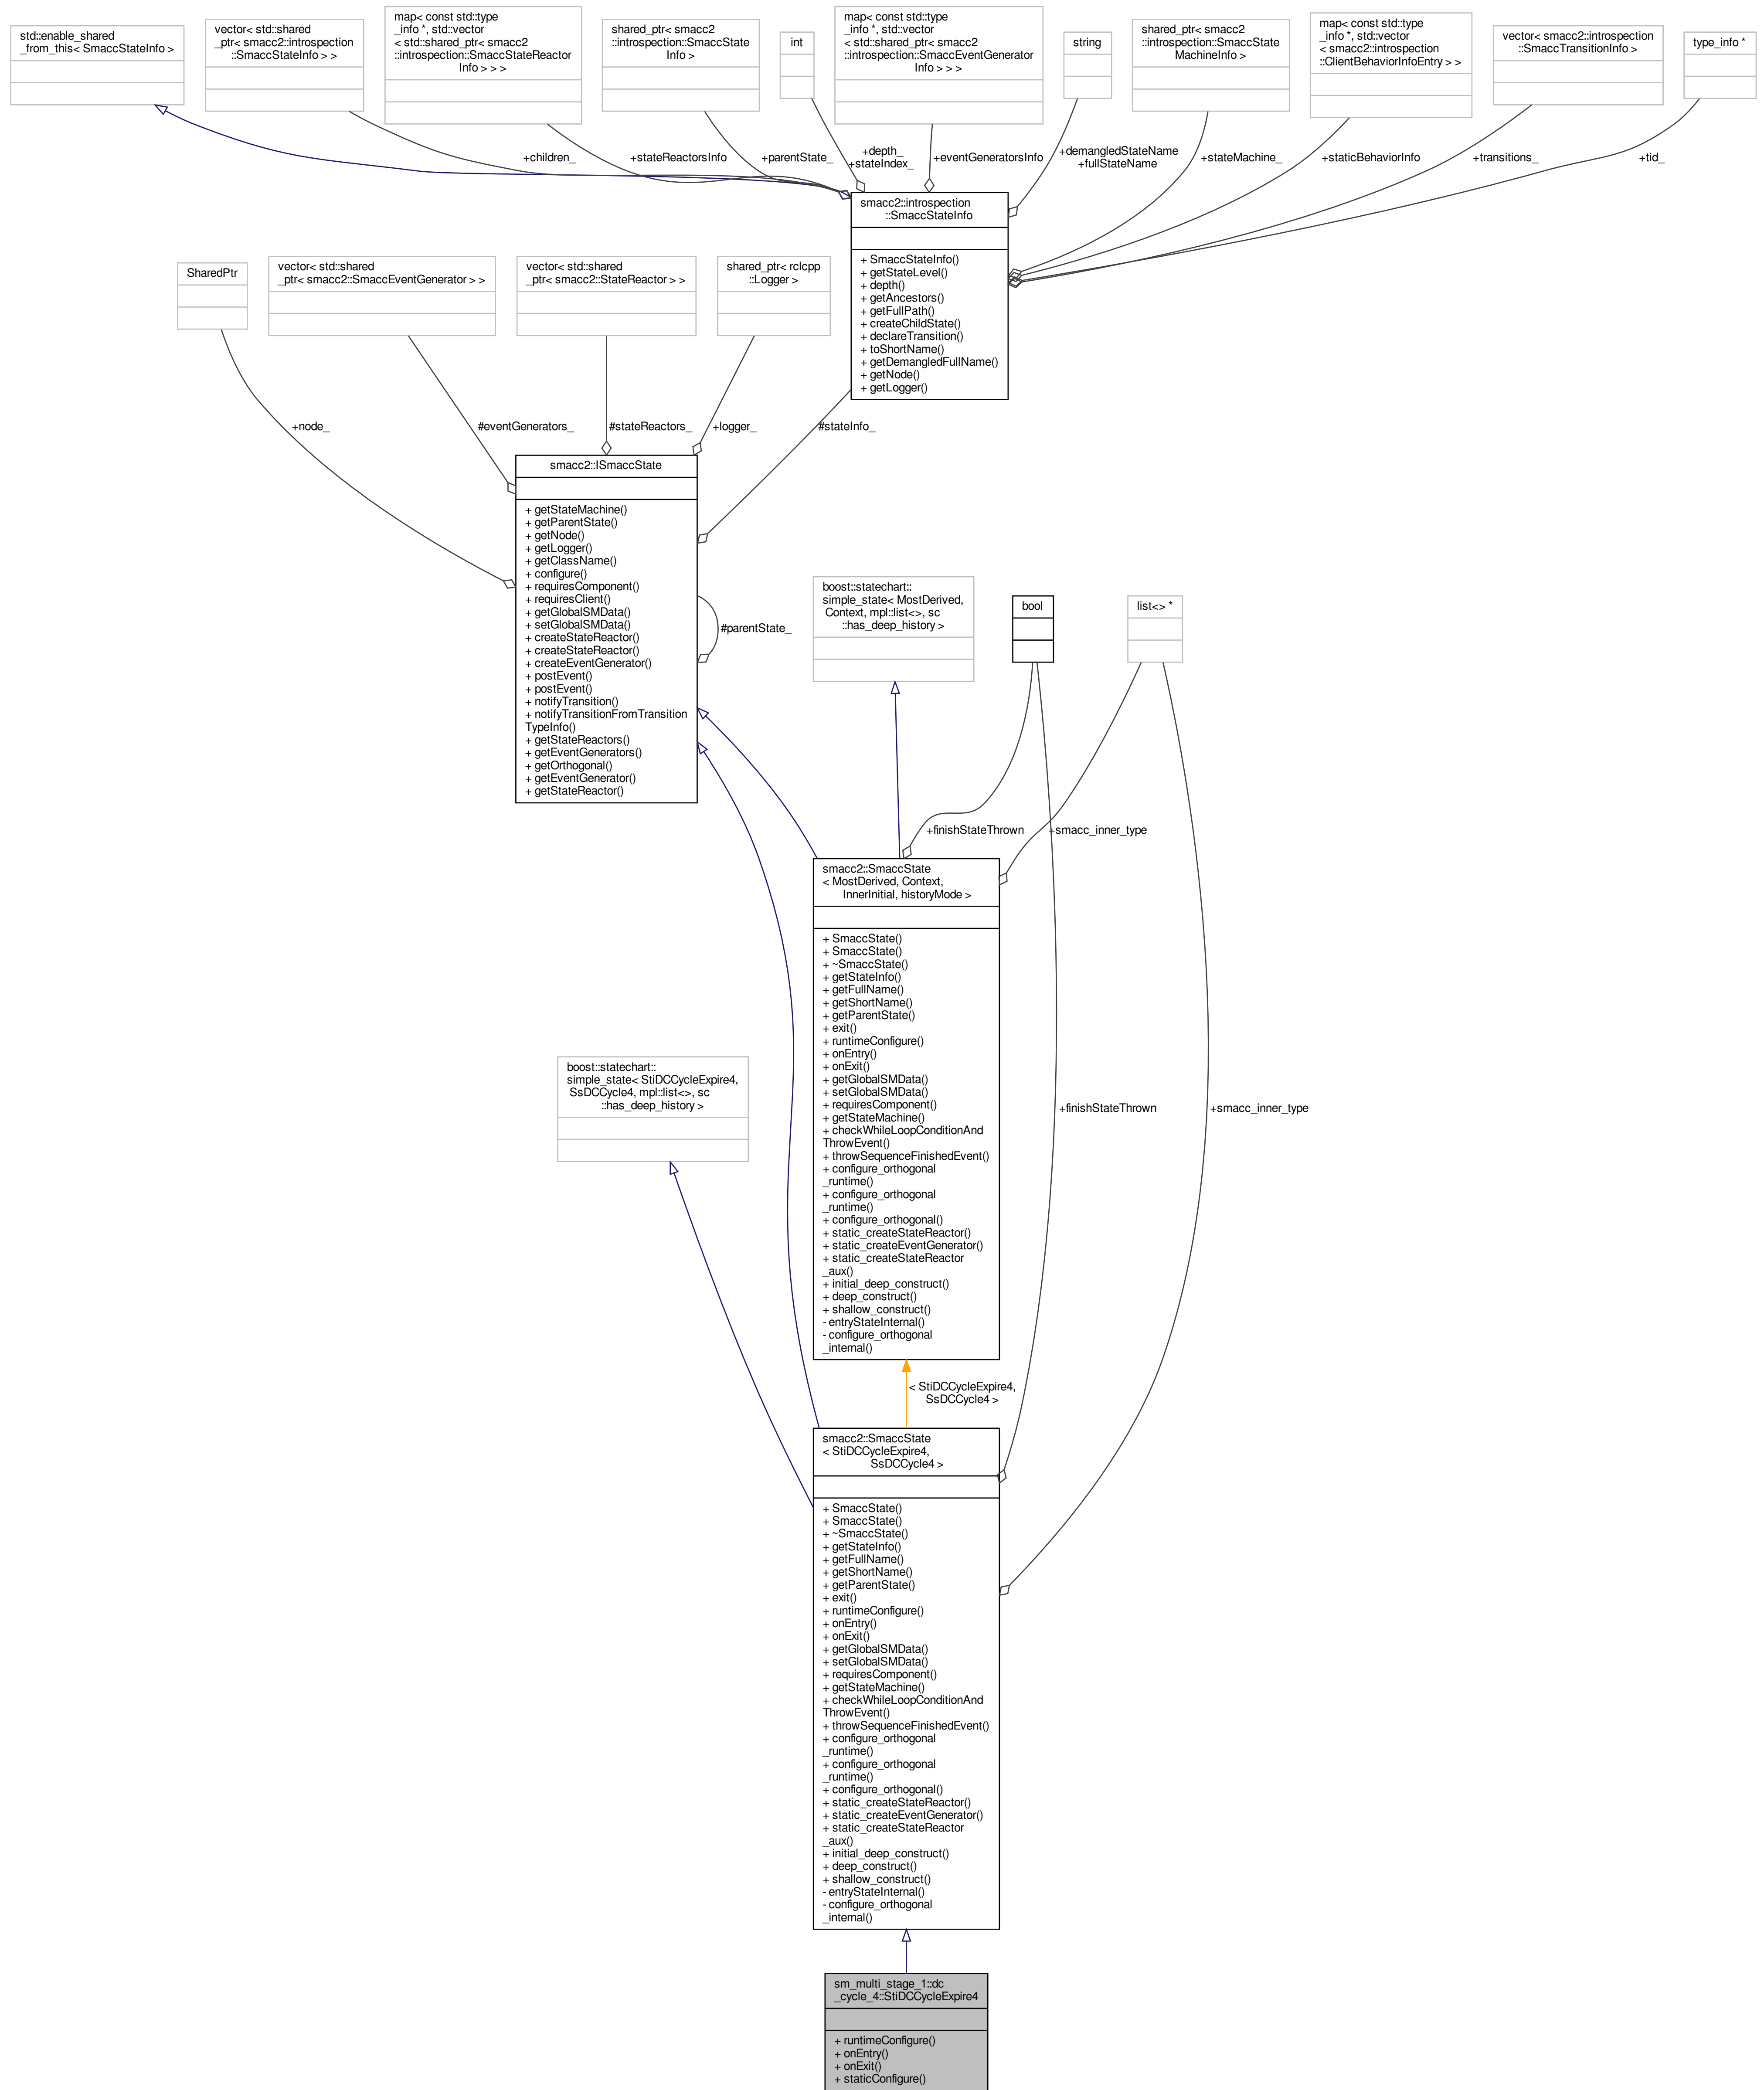 std::enable_shared
_from_this< SmaccStateInfo >
vector< std::shared
_ptr< smacc2::introspection
::SmaccStateInfo > >
map< const std::type
_info *, std::vector
< std::shared_ptr< smacc2
::introspection::SmaccStateReactor
Info > > >
shared_ptr< smacc2
::introspection::SmaccState
Info >
int
map< const std::type
_info *, std::vector
< std::shared_ptr< smacc2
::introspection::SmaccEventGenerator
Info > > >
string
shared_ptr< smacc2
::introspection::SmaccState
MachineInfo >
map< const std::type
_info *, std::vector
< smacc2::introspection
::ClientBehaviorInfoEntry > >
vector< smacc2::introspection
::SmaccTransitionInfo >
type_info *
+children_
+stateReactorsInfo
+parentState_
+depth_
+stateIndex_
+eventGeneratorsInfo
+demangledStateName
+fullStateName
+stateMachine_
+staticBehaviorInfo
+transitions_
+tid_
smacc2::introspection
::SmaccStateInfo
+ SmaccStateInfo()
+ getStateLevel()
+ depth()
+ getAncestors()
+ getFullPath()
+ createChildState()
+ declareTransition()
+ toShortName()
+ getDemangledFullName()
+ getNode()
+ getLogger()
SharedPtr
vector< std::shared
_ptr< smacc2::SmaccEventGenerator > >
vector< std::shared
_ptr< smacc2::StateReactor > >
shared_ptr< rclcpp
::Logger >
+node_
#eventGenerators_
#stateReactors_
+logger_
#stateInfo_
smacc2::ISmaccState
+ getStateMachine()
+ getParentState()
+ getNode()
+ getLogger()
+ getClassName()
+ configure()
+ requiresComponent()
+ requiresClient()
+ getGlobalSMData()
+ setGlobalSMData()
+ createStateReactor()
+ createStateReactor()
+ createEventGenerator()
+ postEvent()
+ postEvent()
+ notifyTransition()
+ notifyTransitionFromTransition
TypeInfo()
+ getStateReactors()
+ getEventGenerators()
+ getOrthogonal()
+ getEventGenerator()
+ getStateReactor()
#parentState_
boost::statechart::
simple_state< MostDerived,
Context, mpl::list<>, sc
::has_deep_history >
bool
list<> *
+finishStateThrown
+smacc_inner_type
smacc2::SmaccState
< MostDerived, Context,
InnerInitial, historyMode >
+ SmaccState()
+ SmaccState()
+ ~SmaccState()
+ getStateInfo()
+ getFullName()
+ getShortName()
+ getParentState()
+ exit()
+ runtimeConfigure()
+ onEntry()
+ onExit()
+ getGlobalSMData()
+ setGlobalSMData()
+ requiresComponent()
+ getStateMachine()
+ checkWhileLoopConditionAnd
ThrowEvent()
+ throwSequenceFinishedEvent()
+ configure_orthogonal
_runtime()
+ configure_orthogonal
_runtime()
+ configure_orthogonal()
+ static_createStateReactor()
+ static_createEventGenerator()
+ static_createStateReactor
_aux()
+ initial_deep_construct()
+ deep_construct()
+ shallow_construct()
- entryStateInternal()
- configure_orthogonal
_internal()
boost::statechart::
simple_state< StiDCCycleExpire4,
SsDCCycle4, mpl::list<>, sc
::has_deep_history >
+finishStateThrown
+smacc_inner_type
< StiDCCycleExpire4,
SsDCCycle4 >
smacc2::SmaccState
< StiDCCycleExpire4,
SsDCCycle4 >
+ SmaccState()
+ SmaccState()
+ ~SmaccState()
+ getStateInfo()
+ getFullName()
+ getShortName()
+ getParentState()
+ exit()
+ runtimeConfigure()
+ onEntry()
+ onExit()
+ getGlobalSMData()
+ setGlobalSMData()
+ requiresComponent()
+ getStateMachine()
+ checkWhileLoopConditionAnd
ThrowEvent()
+ throwSequenceFinishedEvent()
+ configure_orthogonal
_runtime()
+ configure_orthogonal
_runtime()
+ configure_orthogonal()
+ static_createStateReactor()
+ static_createEventGenerator()
+ static_createStateReactor
_aux()
+ initial_deep_construct()
+ deep_construct()
+ shallow_construct()
- entryStateInternal()
- configure_orthogonal
_internal()
sm_multi_stage_1::dc
_cycle_4::StiDCCycleExpire4
+ runtimeConfigure()
+ onEntry()
+ onExit()
+ staticConfigure()